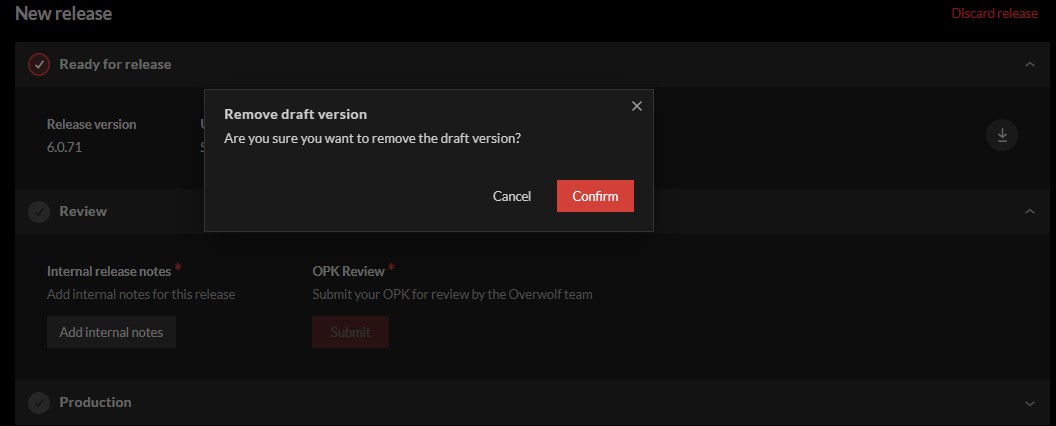 New release
Discard release
Ready for release
Remove draft version
Are you sure you want to remove the draft version?
Cancel
Confirm
Release version
6.0.71
Review
Internal release notes *
OPK Review *
Add internal notes for this release
Submit your OPK for review by the Overwolf team
Add internal notes
Submit
Production